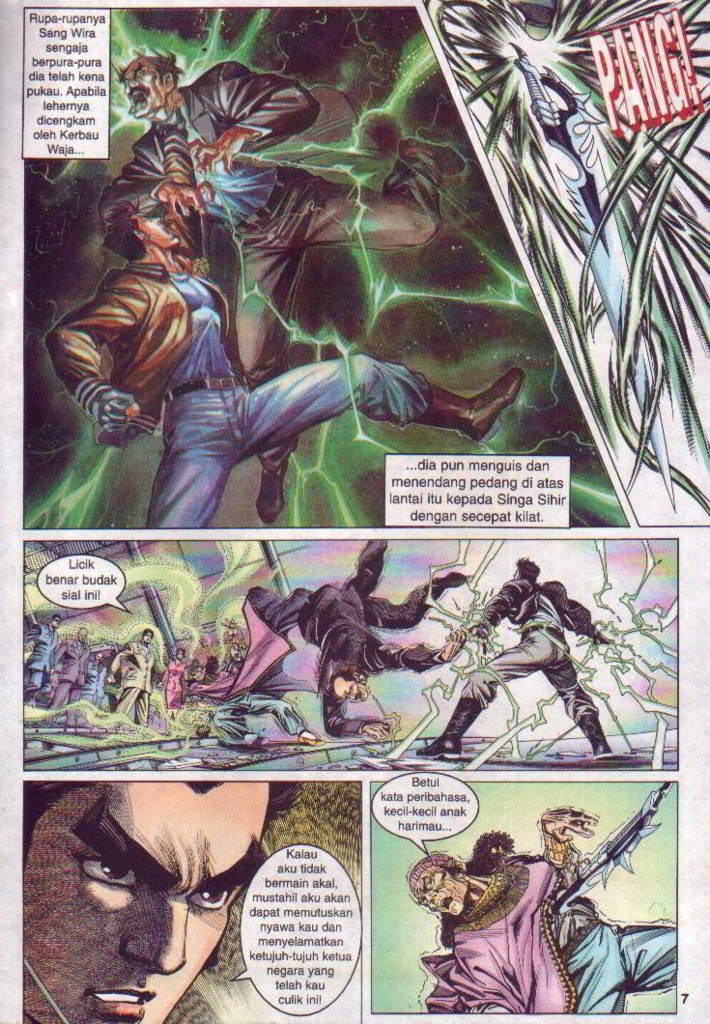 Rupa-rupanya
Sang Wira
sengaja
berpura-pura
dia telah kena
pukau. Apabila
lehernya
dicengkam
oleh Kerbau
Waja...
PANG!
...dia pun menguis dan
menendang pedang di atas
lantai itu kepada Singa Sihir
dengan secepat kilat.
Licik
benar budak
sial ini!
Kalau
aku tidak
bermain akal,
mustahil aku akan
dapat memutuskan
nyawa kau dan
menyelamatkan
ketujuh-tujuh ketua
negara yang
telah kau
culik ini!
Betul
kata peribahasa,
kecil-kecil anak
harimau...
7